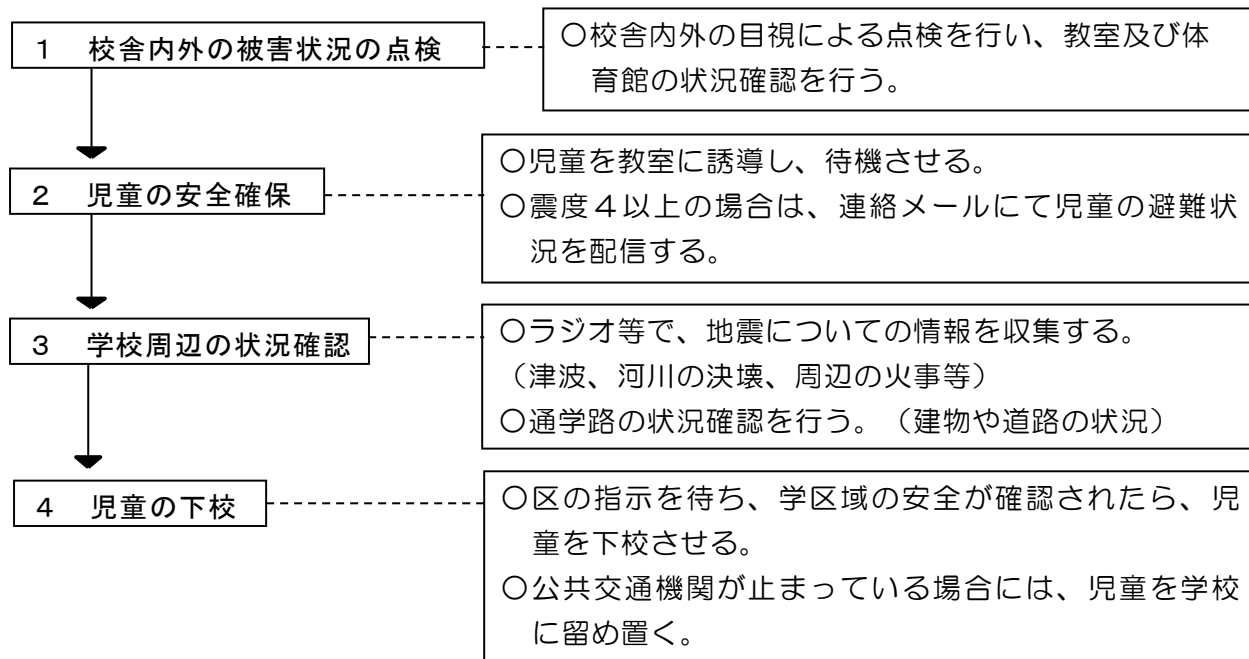 1　校舎内外の被害状況の点検
○校舎内外の目視による点検を行い、教室及び体
育館の状況確認を行う。
2　児童の安全確保
○児童を教室に誘導し、待機させる。
○震度４以上の場合は、連絡メールにて児童の避難状
況を配信する。
3　学校周辺の状況確認
○ラジオ等で、地震についての情報を収集する。
（津波、河川の決壊、周辺の火事等）
○通学路の状況確認を行う。（建物や道路の状況）
4　児童の下校
○区の指示を待ち、学区域の安全が確認されたら、児
童を下校させる。
○公共交通機関が止まっている場合には、児童を学校
に留め置く。